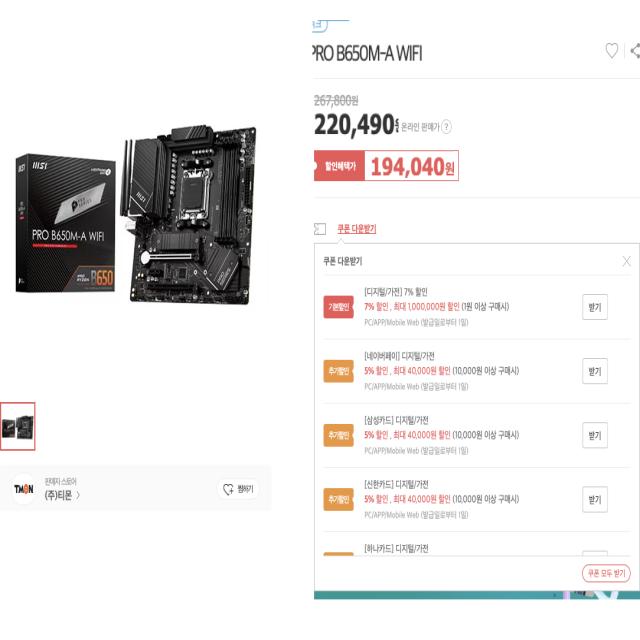 PRO B650M-A WIFI
267,800원
220,490원 온라인 판매가 ?
할인혜택가 194,040원
쿠폰 다운받기
쿠폰 다운받기
[디지털/가전] 7% 할인
기본할인 7% 할인 , 최대 1,000,000원 할인 (1원 이상 구매시)
받기
PC/APP/Mobile Web (발급일로부터 1일)
[네이버페이] 디지털/가전
추가할인 5% 할인 , 최대 40,000원 할인 (10,000원 이상 구매시)
받기
PC/APP/Mobile Web (발급일로부터 1일)
[삼성카드] 디지털/가전
추가할인 5% 할인 , 최대 40,000원 할인 (10,000원 이상 구매시)
받기
PC/APP/Mobile Web (발급일로부터 1일)
[신한카드] 디지털/가전
추가할인 5% 할인 , 최대 40,000원 할인 (10,000원 이상 구매시)
받기
PC/APP/Mobile Web (발급일로부터 1일)
[하나카드] 디지털/가전
쿠폰 모두 받기
msi
PRO B650M-A WIFI
B650
TMON
판매자 스토어
(주)티몬 >
찜하기